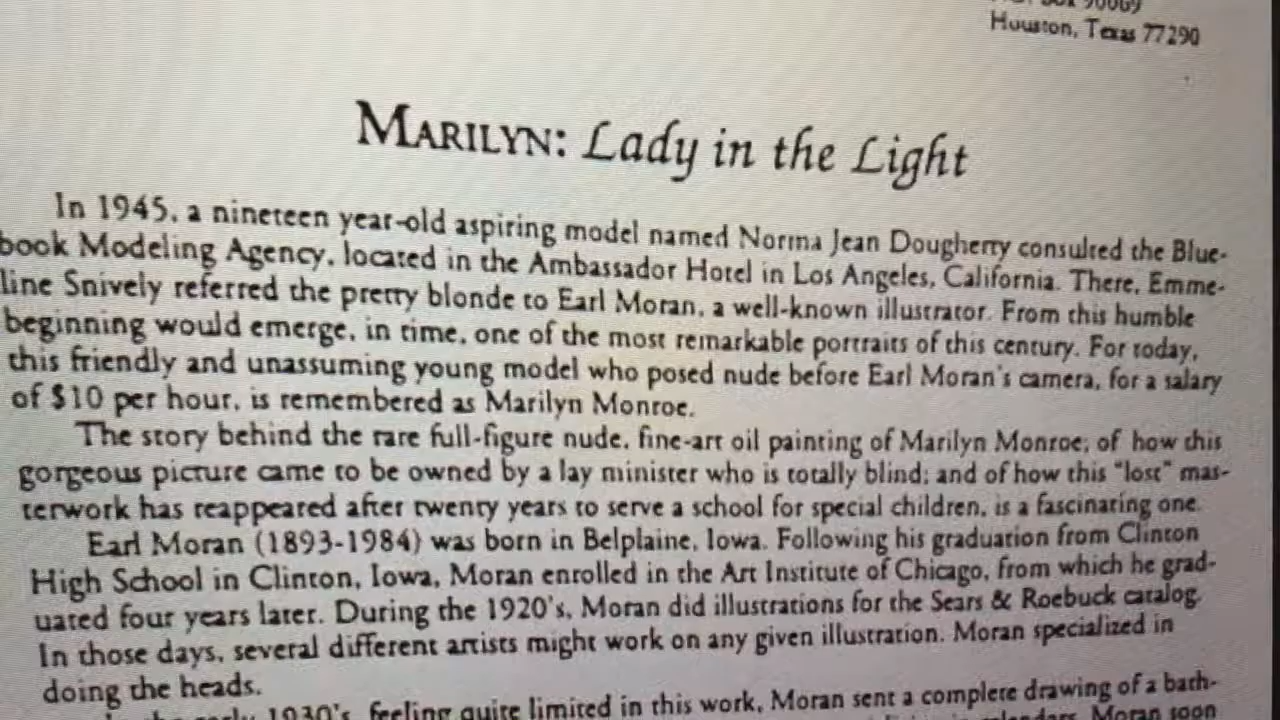 Box 90069
Houston, Texas 77290
MARILYN: Lady in the Light
In 1945, a nineteen year-old aspiring model named Norma Jean Dougherty consulted the Blue-
book Modeling Agency, located in the Ambassador Hotel in Los Angeles, California. There, Emme-
line Snively referred the pretty blonde to Earl Moran, a well-known illustrator. From this humble
beginning would emerge, in time, one of the most remarkable portraits of this century. For today,
this friendly and unassuming young model who posed nude before Earl Moran's camera, for a salary
of $10 per hour, is remembered as Marilyn Monroe.
The story behind the rare full-figure nude, fine-art oil painting of Marilyn Monroe; of how this
gorgeous picture came to be owned by a lay minister who is totally blind; and of how this "lost" mas-
terwork has reappeared after twenty years to serve a school for special children, is a fascinating one.
Earl Moran (1893-1984) was born in Belplaine, Iowa. Following his graduation from Clinton
High School in Clinton, Iowa, Moran enrolled in the Art Institute of Chicago, from which he grad-
uated four years later. During the 1920's, Moran did illustrations for the Sears & Roebuck catalog.
In those days, several different artists might work on any given illustration. Moran specialized in
doing the heads.
early 1930's, feeling quite limited in this work, Moran sent a complete drawing of a bath-
calendars. Moran soon